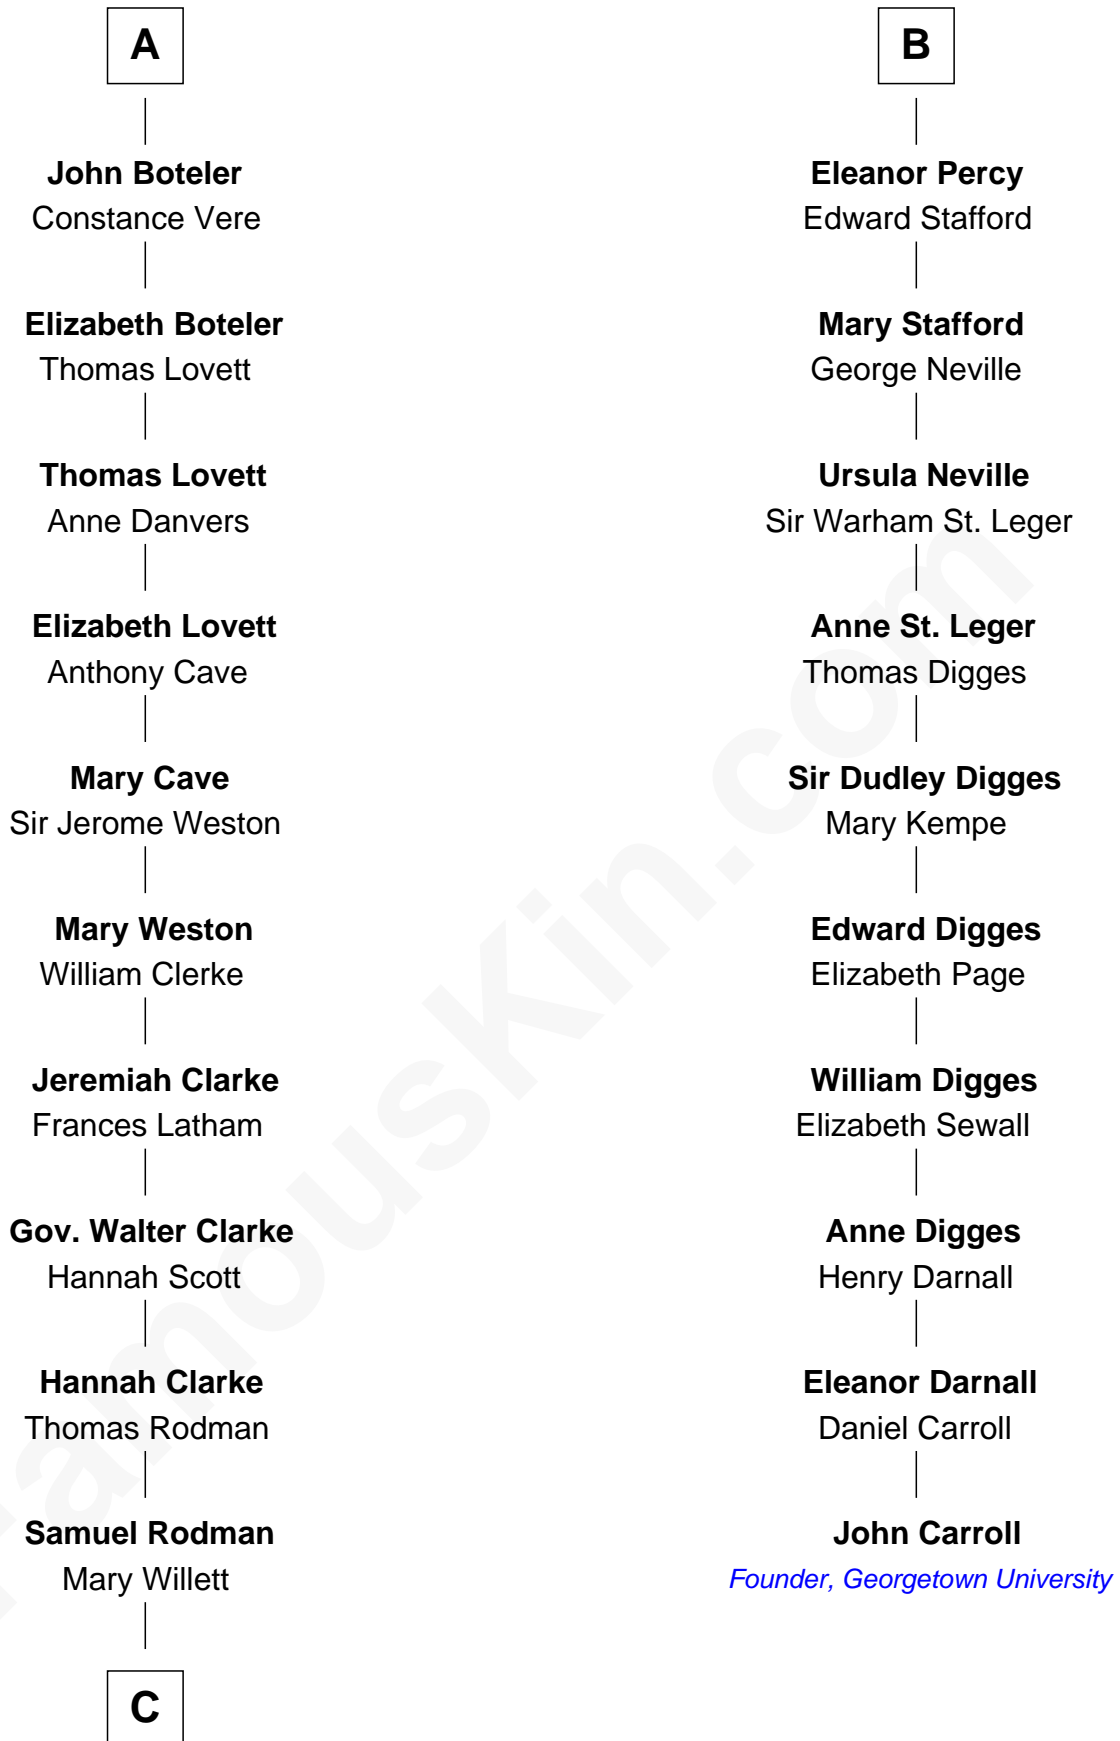 A
John Boteler
Constance Vere
Elizabeth Boteler
Thomas Lovett
Thomas Lovett
Anne Danvers
Elizabeth Lovett
Anthony Cave
Mary Cave
Sir Jerome Weston
Mary Weston
William Clerke
Jeremiah Clarke
Frances Latham
Gov. Walter Clarke
Hannah Scott
Hannah Clarke
Thomas Rodman
Samuel Rodman
Mary Willett
C
B
Eleanor Percy
Edward Stafford
Mary Stafford
George Neville
Ursula Neville
Sir Warham St. Leger
Anne St. Leger
Thomas Digges
Sir Dudley Digges
Mary Kempe
Edward Digges
Elizabeth Page
William Digges
Elizabeth Sewall
Anne Digges
Henry Darnall
Eleanor Darnall
Daniel Carroll
John Carroll
Founder, Georgetown University
FamousKin.com